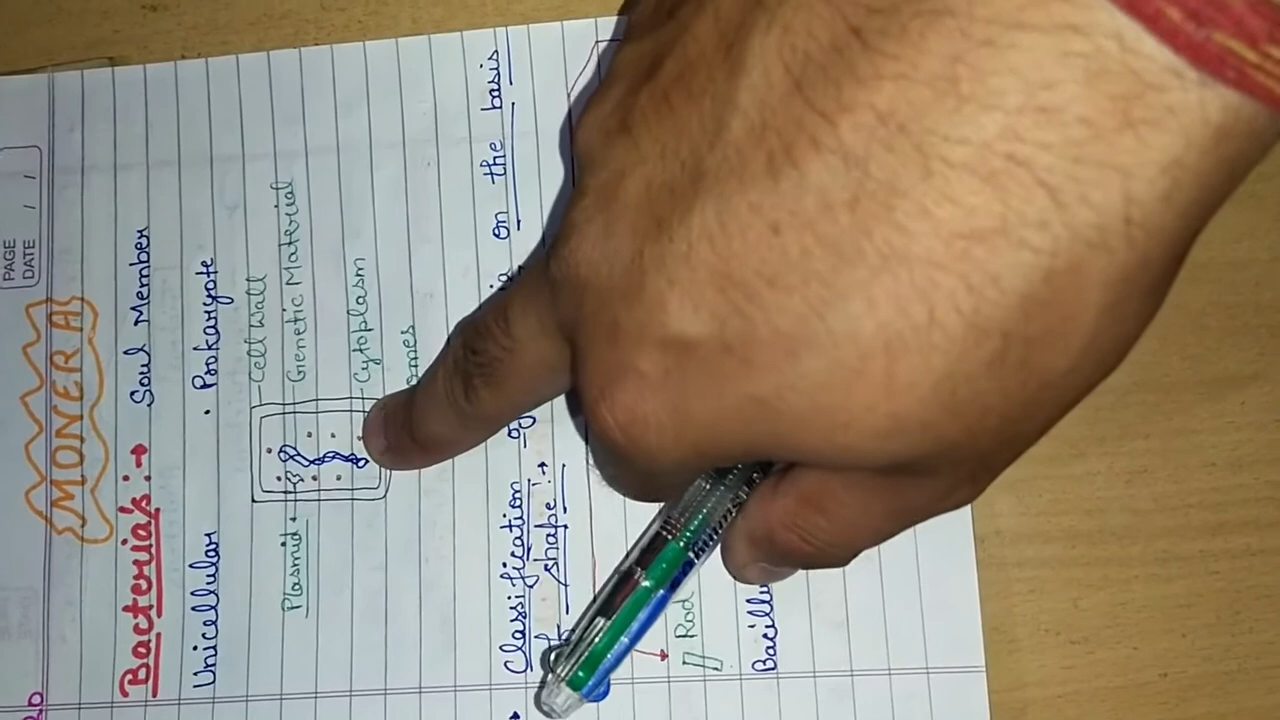 PAGE
DATE / /
20
MONERA
Bacteria's :→ Soul Member
Unicellular • Prokaryote
Cell Wall
Plasmid Genetic Material
Cytoplasm
Classification on the basis
shape :→
Rod